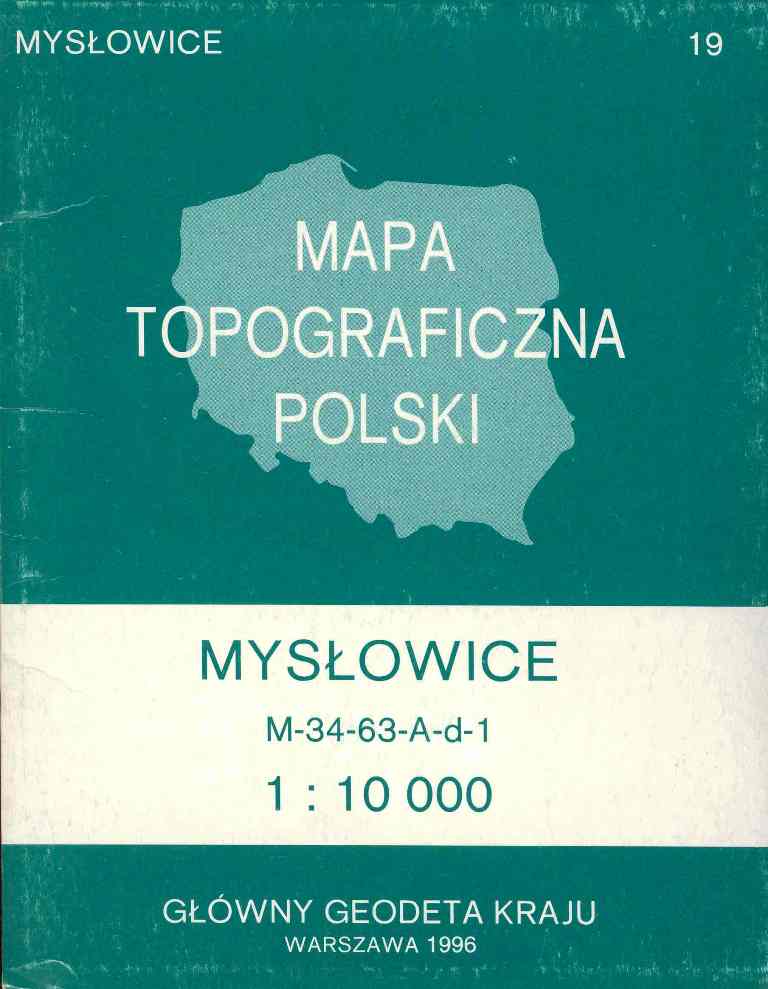 MYSŁOWICE
19
MAPA
TOPOGRAFICZNA
POLSKI
MYSŁOWICE
M-34-63-A-d-1
1 : 10 000
GŁÓWNY GEODETA KRAJU
WARSZAWA 1996